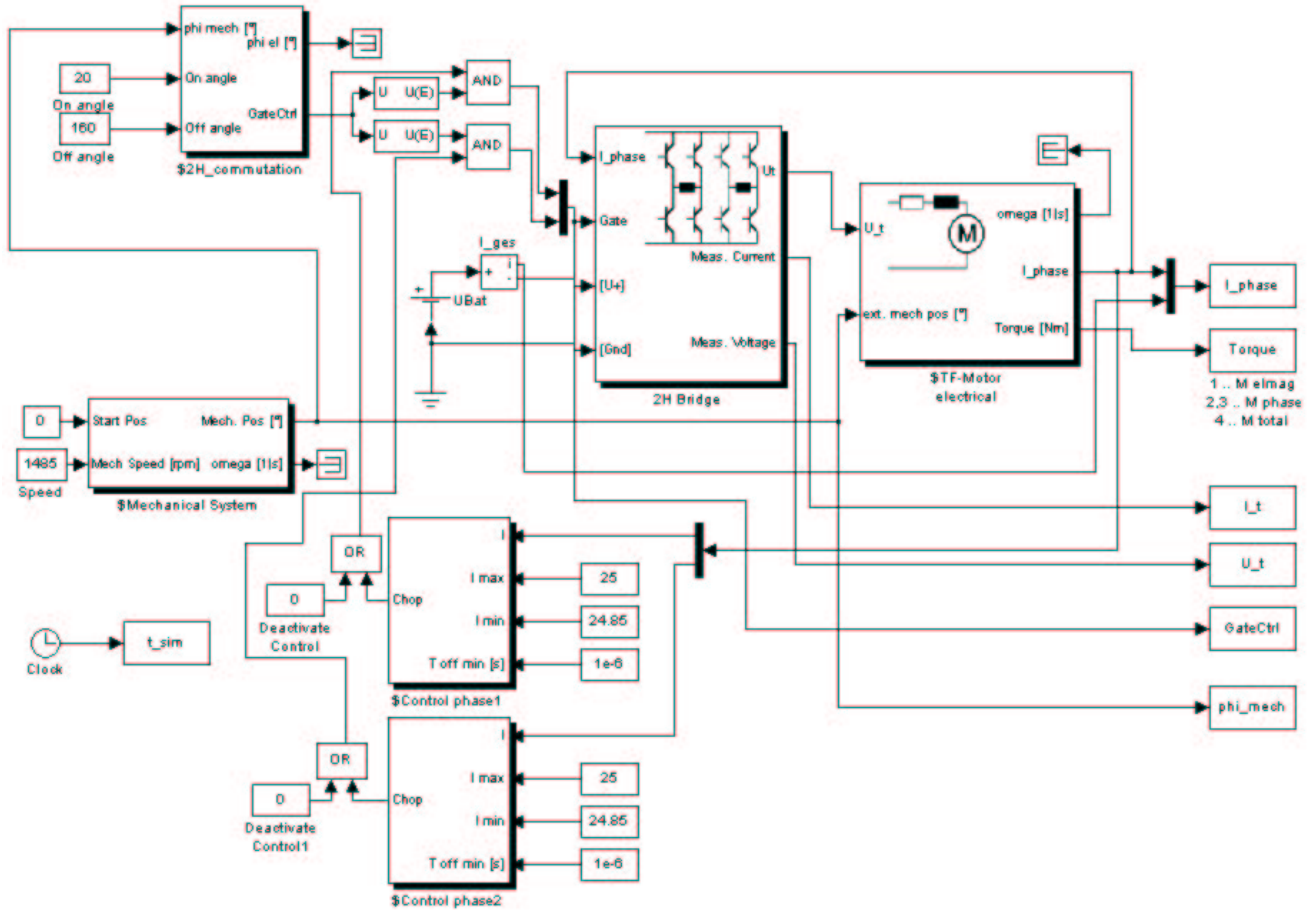 phi mech [°]
phi el [°]
20
On angle
On angle
GateCtrl
160
Off angle
Off angle
$2H_commutation
U U(E)
AND
U U(E)
AND
I_phase
Ut
Gate
Meas. Current
[U+]
[Gnd]
Meas. Voltage
2H Bridge
I_ges
+
i
-
+
UBat
omega [1|s]
U_t
M
I_phase
ext. mech pos [°]
Torque [Nm]
$TF-Motor
electrical
I_phase
Torque
1 .. M elmag
2,3 .. M phase
4 .. M total
0
Start Pos
Mech. Pos [°]
1485
Mech Speed [rpm]
omega [1|s]
Speed
$Mechanical System
I_t
U_t
GateCtrl
phi_mech
OR
0
Deactivate
Control
I
I max
25
Chop
I min
24.85
T off min [s]
1e-6
$Control phase1
Clock
t_sim
OR
0
Deactivate
Control1
I
I max
25
Chop
I min
24.85
T off min [s]
1e-6
$Control phase2